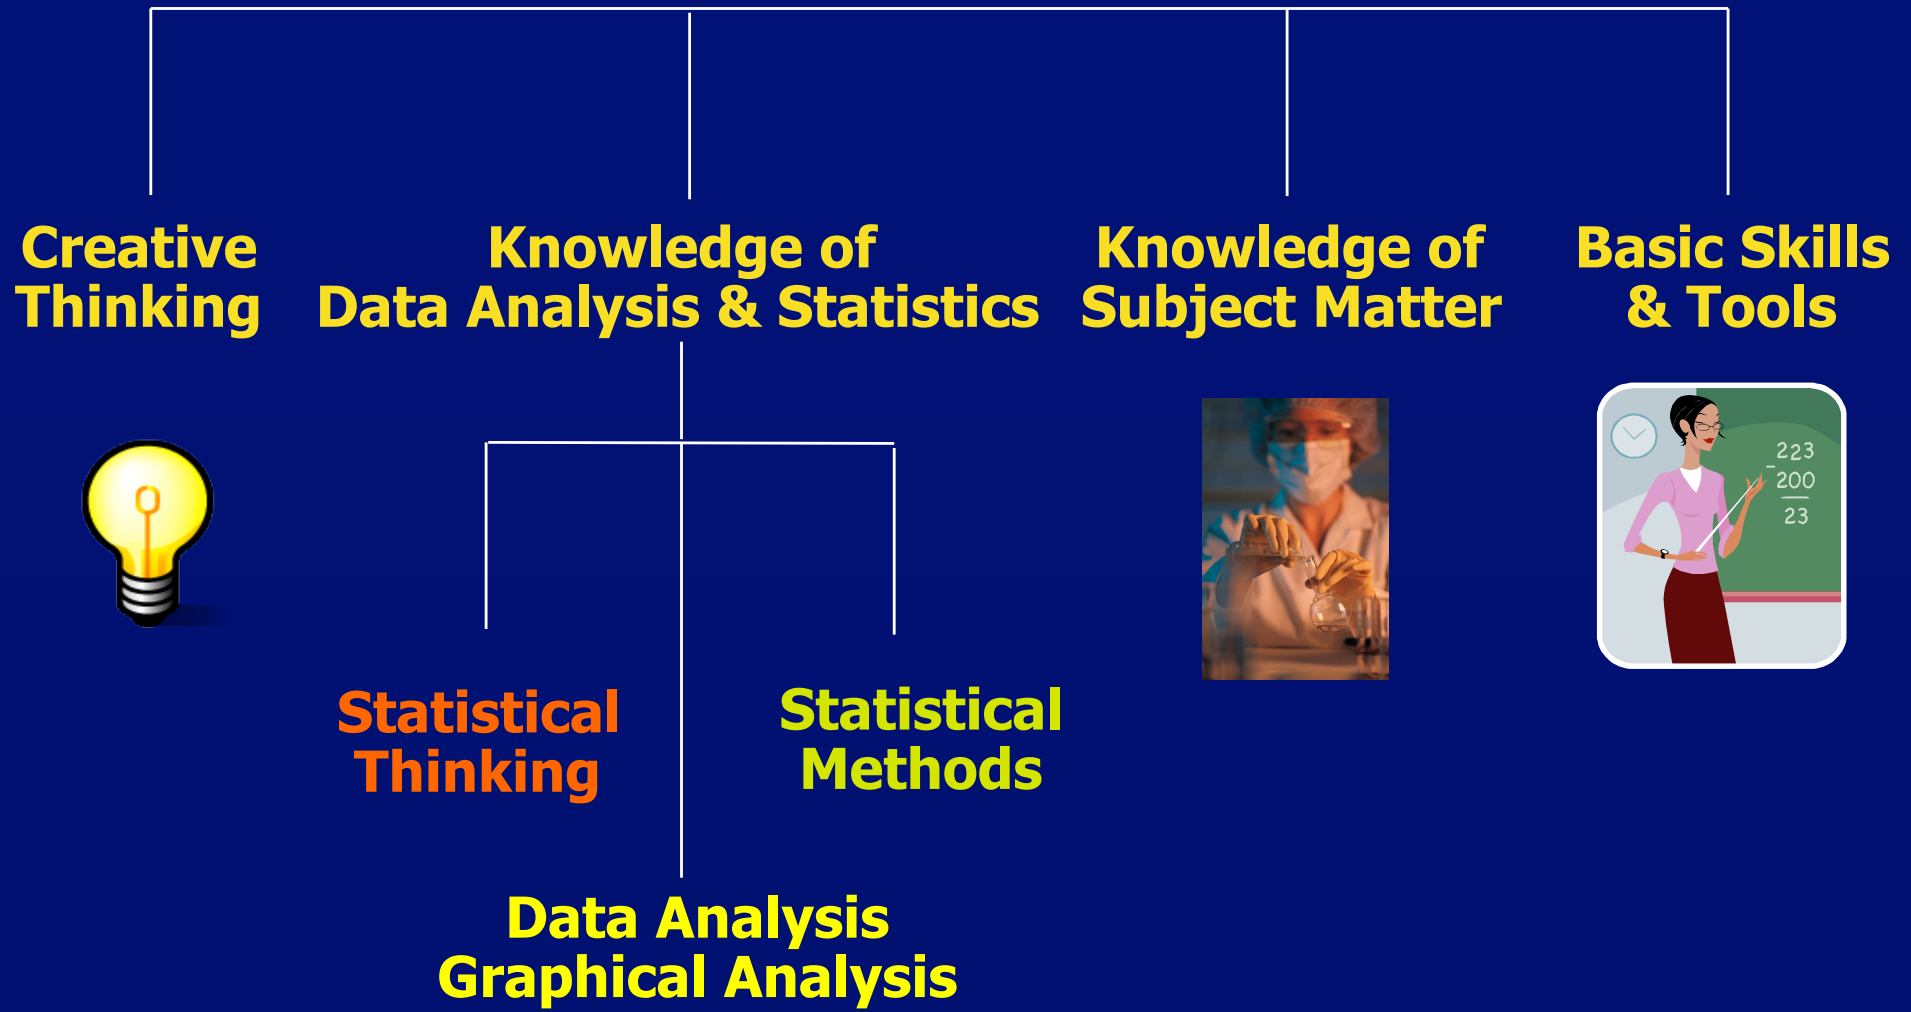 Creative
Thinking
Knowledge of
Data Analysis & Statistics
Knowledge of
Subject Matter
Basic Skills
& Tools
223
- 200
23
Statistical
Thinking
Statistical
Methods
Data Analysis
Graphical Analysis